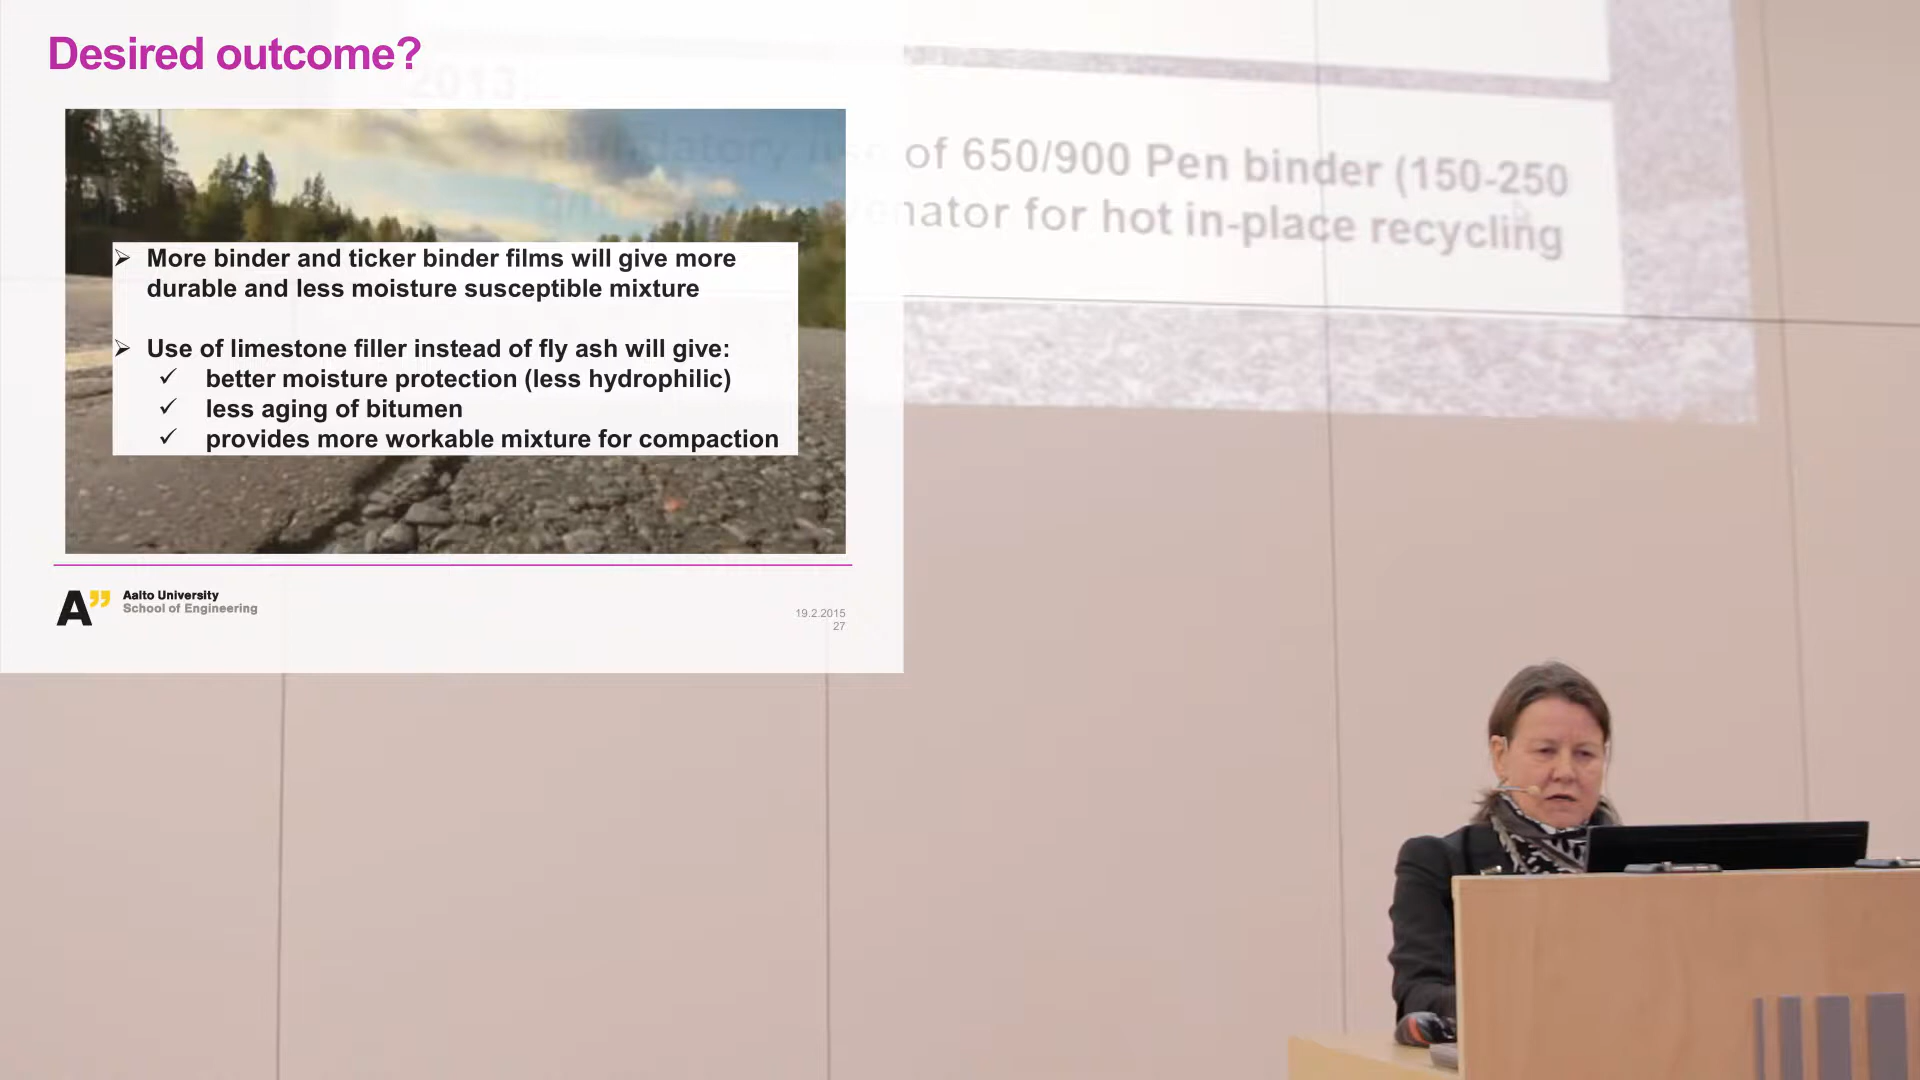 Desired outcome?
2013:
of 650/900 Pen binder (150-250
for hot in-place recycling
➢ More binder and ticker binder films will give more
durable and less moisture susceptible mixture
➢ Use of limestone filler instead of fly ash will give:
✓ better moisture protection (less hydrophilic)
✓ less aging of bitumen
✓ provides more workable mixture for compaction
A”
Aalto University
School of Engineering
19.2.2015
27